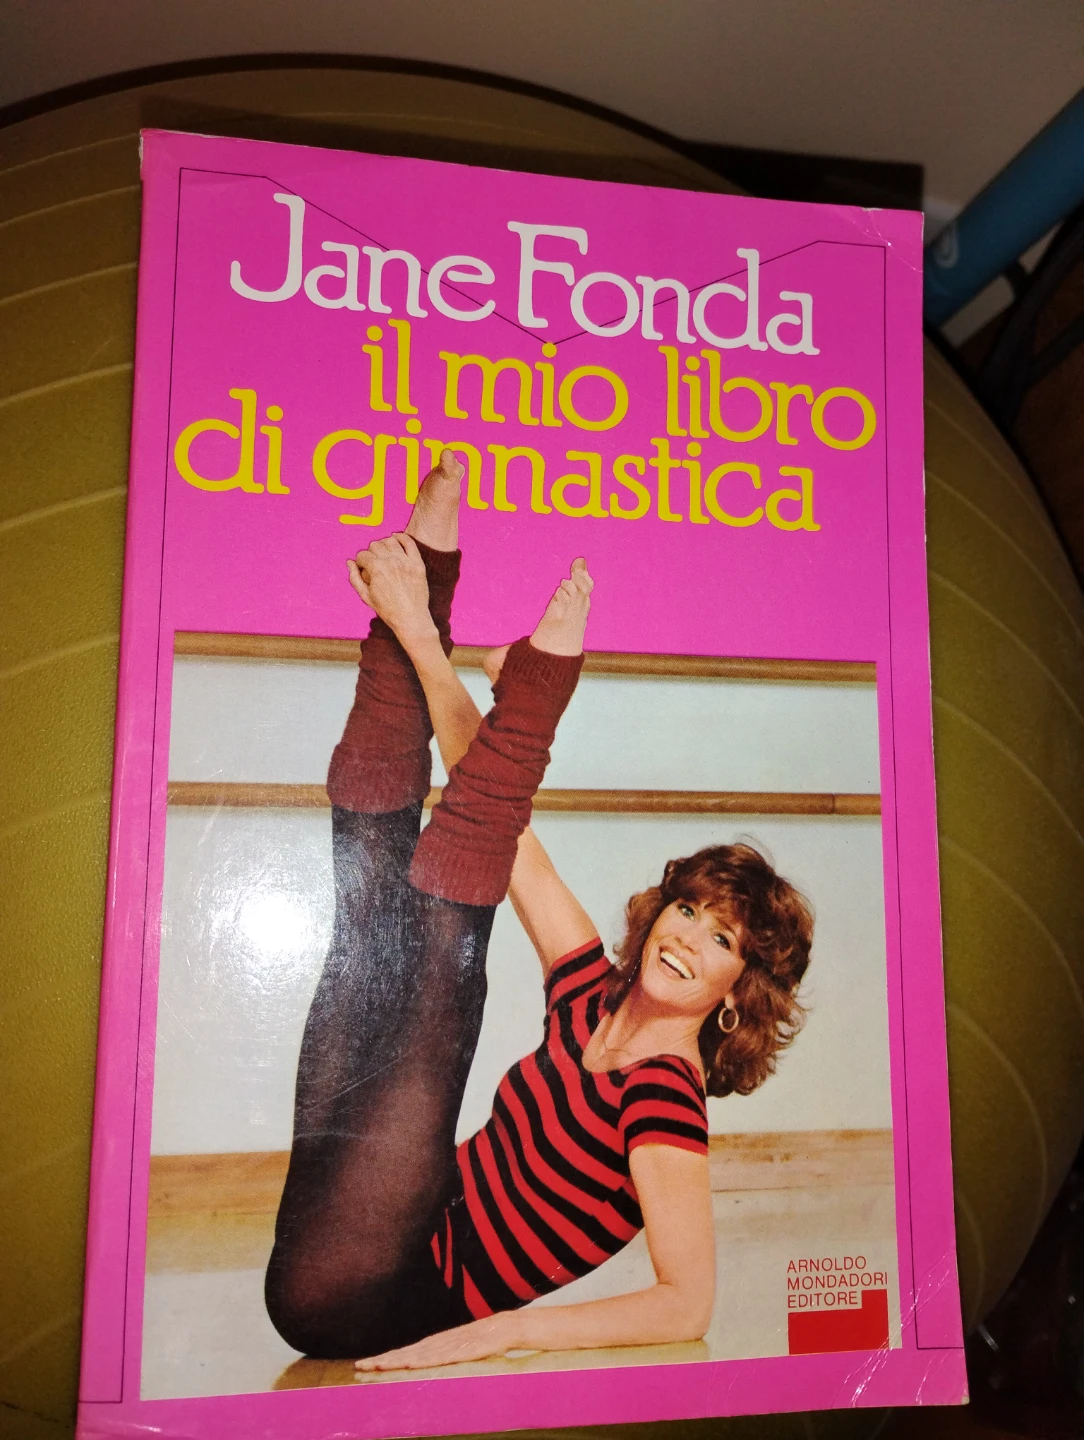 Jane Fonda
il mio libro
di ginnastica
ARNOLDO
MONDADORI
EDITORE